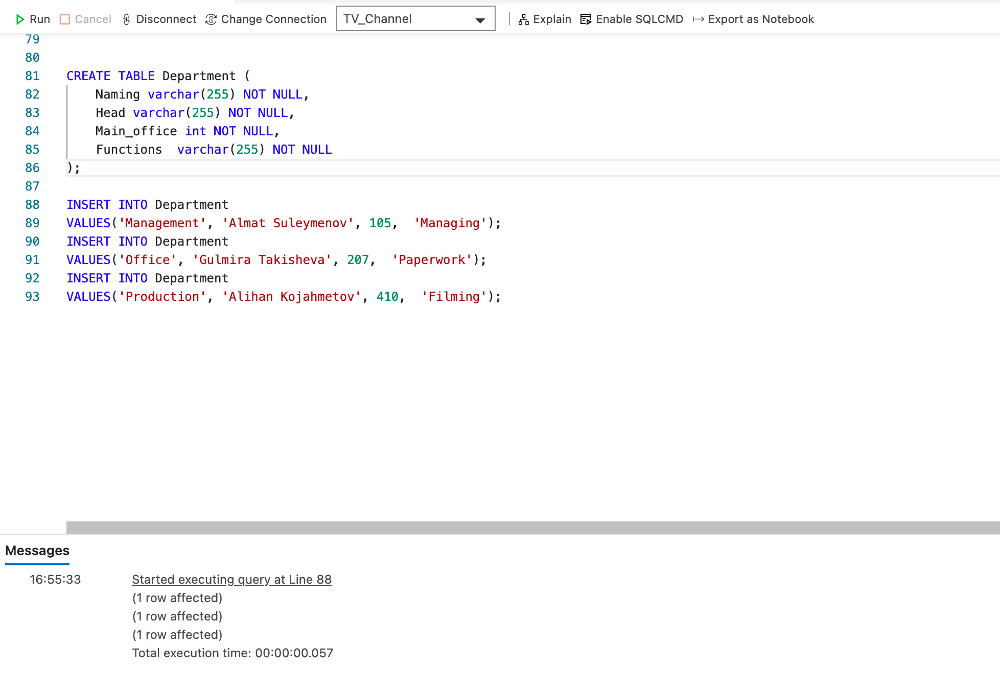 Run Cancel Disconnect Change Connection TV_Channel Explain Enable SQLCMD Export as Notebook
79
80
81 CREATE TABLE Department (
82 Naming varchar(255) NOT NULL,
83 Head varchar(255) NOT NULL,
84 Main_office int NOT NULL,
85 Functions  varchar(255) NOT NULL
86 );
87
88 INSERT INTO Department
89 VALUES('Management', 'Almat Suleymenov', 105,  'Managing');
90 INSERT INTO Department
91 VALUES('Office', 'Gulmira Takisheva', 207,  'Paperwork');
92 INSERT INTO Department
93 VALUES('Production', 'Alihan Kojahmetov', 410,  'Filming');
Messages
16:55:33 Started executing query at Line 88
(1 row affected)
(1 row affected)
(1 row affected)
Total execution time: 00:00:00.057